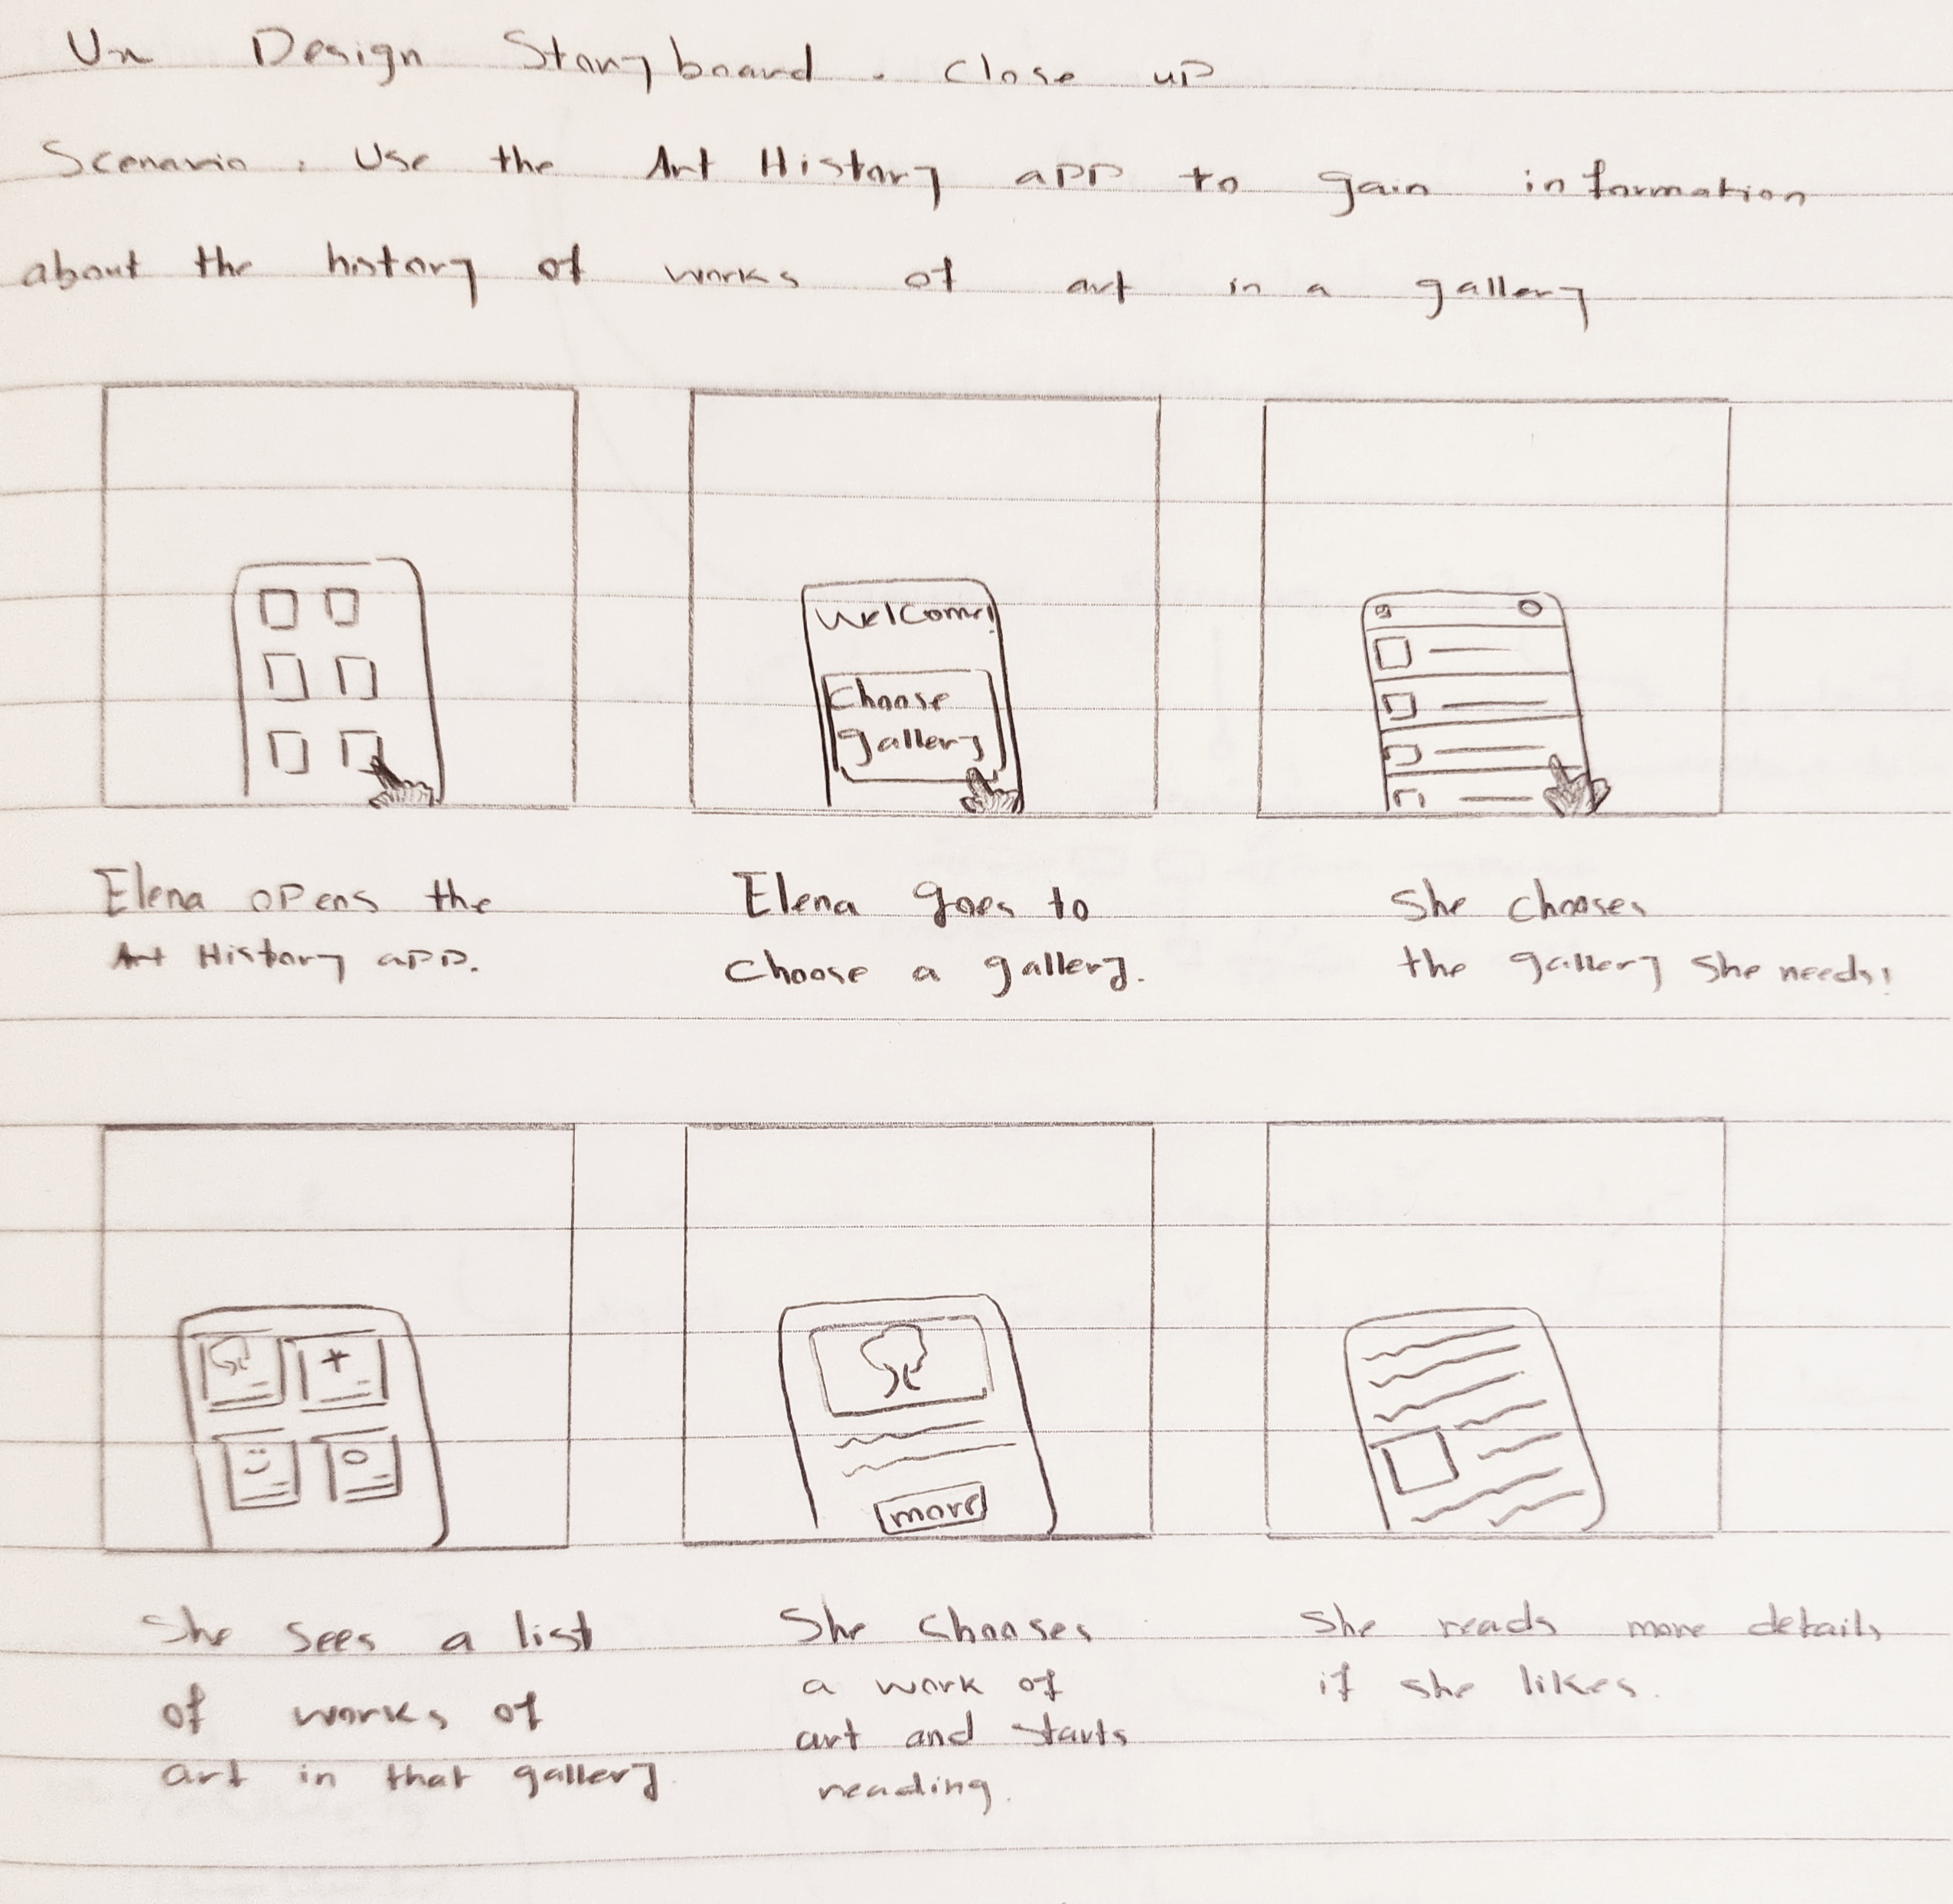 Ux Design Storyboard . Close up
Scenario : Use the Art History app to gain information
about the history of works of art in a gallery
Welcome!
Choose
gallery
Elena opens the
Art History app.
Elena goes to
choose a gallery.
She chooses
the gallery she needs!
more
She sees a list
of works of
art in that gallery.
She chooses
a work of
art and starts
reading.
She reads more details
if she likes.